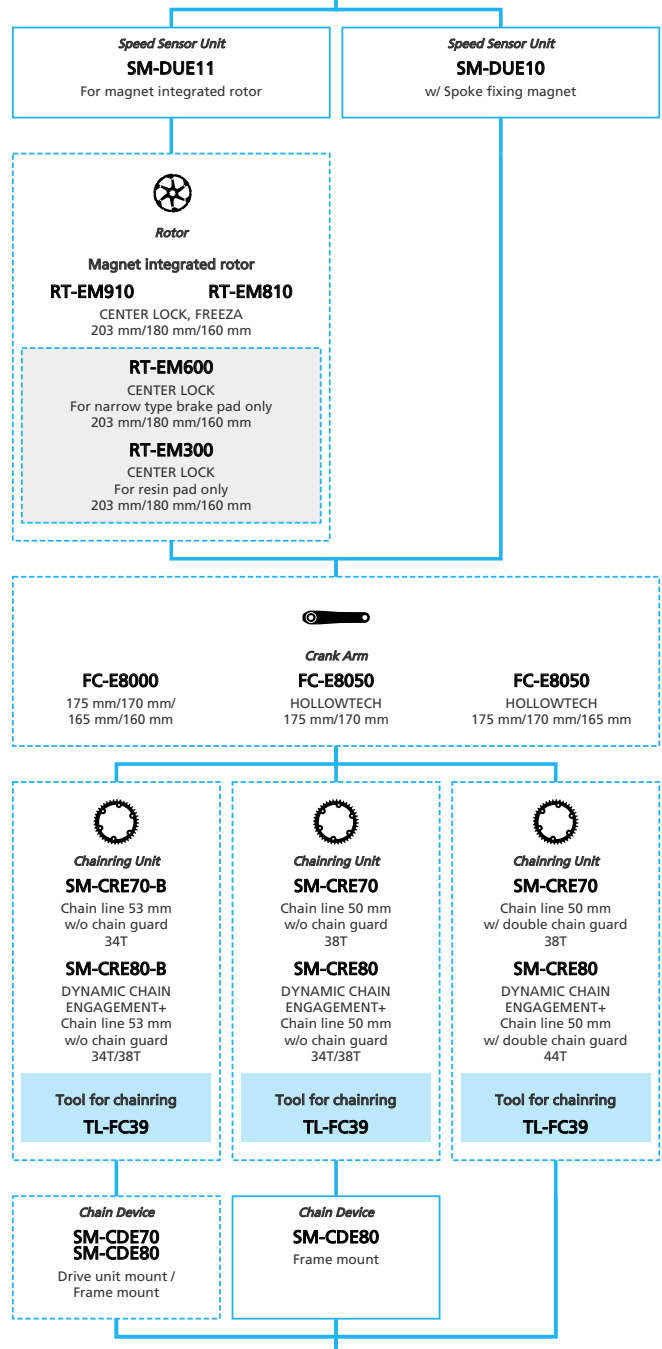 Speed Sensor Unit
SM-DUE11
For magnet integrated rotor
Speed Sensor Unit
SM-DUE10
w/ Spoke fixing magnet
Rotor
Magnet integrated rotor
RT-EM910 RT-EM810
CENTER LOCK, FREEZA
203 mm/180 mm/160 mm
RT-EM600
CENTER LOCK
For narrow type brake pad only
203 mm/180 mm/160 mm
RT-EM300
CENTER LOCK
For resin pad only
203 mm/180 mm/160 mm
Crank Arm
FC-E8000
175 mm/170 mm/
165 mm/160 mm
FC-E8050
HOLLOWTECH
175 mm/170 mm
FC-E8050
HOLLOWTECH
175 mm/170 mm/165 mm
Chainring Unit
SM-CRE70-B
Chain line 53 mm
w/o chain guard
34T
SM-CRE80-B
DYNAMIC CHAIN
ENGAGEMENT+
Chain line 53 mm
w/o chain guard
34T/38T
Tool for chainring
TL-FC39
Chainring Unit
SM-CRE70
Chain line 50 mm
w/o chain guard
38T
SM-CRE80
DYNAMIC CHAIN
ENGAGEMENT+
Chain line 50 mm
w/o chain guard
34T/38T
Tool for chainring
TL-FC39
Chainring Unit
SM-CRE70
Chain line 50 mm
w/ double chain guard
38T
SM-CRE80
DYNAMIC CHAIN
ENGAGEMENT+
Chain line 50 mm
w/ double chain guard
44T
Tool for chainring
TL-FC39
Chain Device
SM-CDE70
SM-CDE80
Drive unit mount /
Frame mount
Chain Device
SM-CDE80
Frame mount